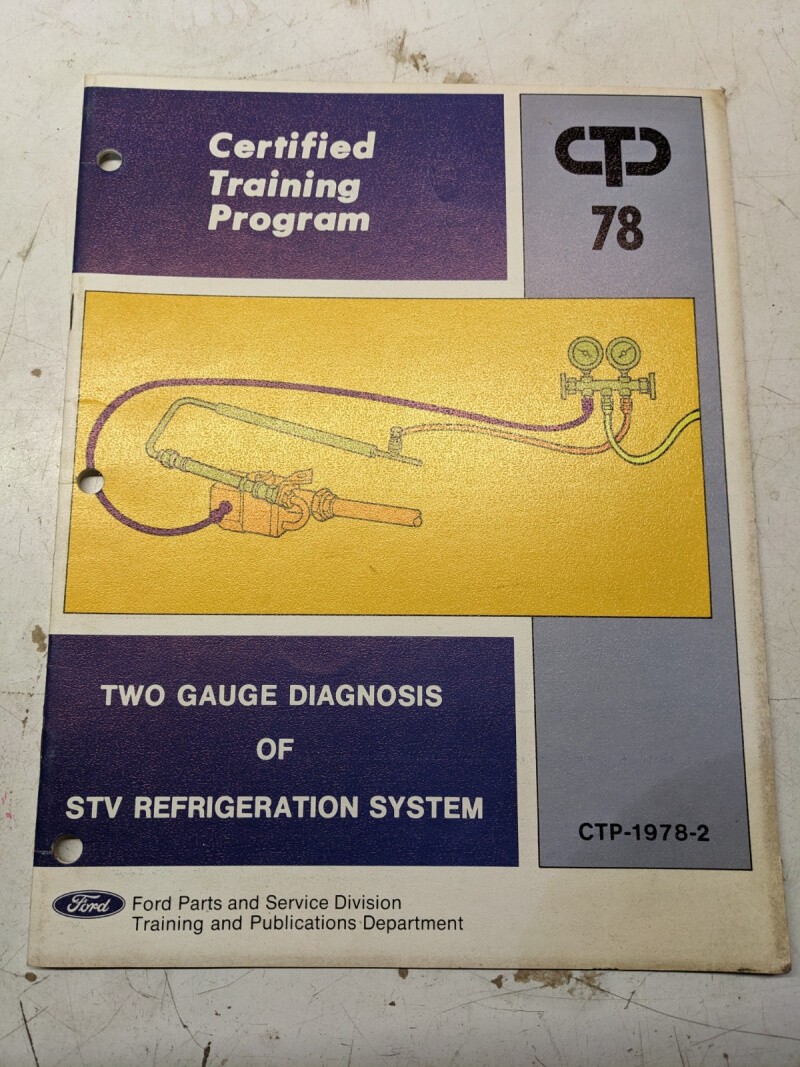 Certified
Training
Program
CTP
78
TWO GAUGE DIAGNOSIS
OF
STV REFRIGERATION SYSTEM
CTP-1978-2
Ford
Ford Parts and Service Division
Training and Publications Department